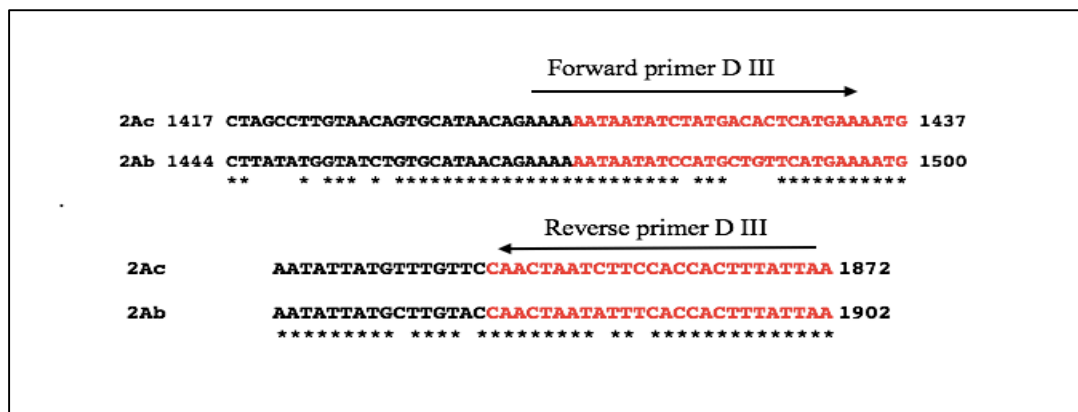 Forward primer D III
2Ac 1417 CTAGCCTTGTAACAGTGCATAACAGAAAAAATAATATCTATGACACTCATGAAAATG 1437
2Ab 1444 CTTATATGGTATCTGTGCATAACAGAAAAAATAATATCCATGCTGTTCATGAAAATG 1500
** * *** * ************************ *** ***********
Reverse primer D III
2Ac AATATTATGTTTGTTCCAACTAATCTTCCACCACTTTATTAA 1872
2Ab AATATTATGCTTGTACCAACTAATATTTCACCACTTTATTAA 1902
********* **** ********* ** ************